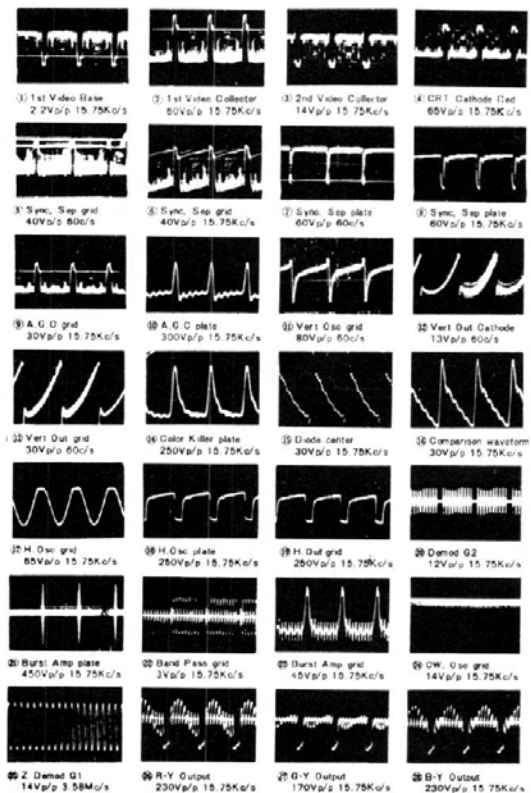 ① 1st Video Base
2.2Vp/p 15.75Kc/s
② 1st Video Collector
60Vp/p 15.75Kc/s
③ 2nd Video Collector
14Vp/p 15.75Kc/s
④ CRT Cathode Red
65Vp/p 15.75Kc/s
⑤ Sync, Sep grid
40Vp/p 60c/s
⑥ Sync, Sep grid
40Vp/p 15.75Kc/s
⑦ Sync, Sep plate
60Vp/p 60c/s
⑧ Sync, Sep plate
60Vp/p 15.75Kc/s
⑨ A.G.C grid
30Vp/p 15.75Kc/s
⑩ A.G.C plate
300Vp/p 15.75Kc/s
⑪ Vert Osc grid
80Vp/p 60c/s
⑫ Vert Out Cathode
13Vp/p 60c/s
⑬ Vert Out grid
30Vp/p 60c/s
⑭ Color Killer plate
250Vp/p 15.75Kc/s
⑮ Diode center
30Vp/p 15.75Kc/s
⑯ Comparison waveform
30Vp/p 15.75Kc/s
⑰ H.Osc grid
65Vp/p 15.75Kc/s
⑱ H.Osc plate
250Vp/p 15.75Kc/s
⑲ H.Out grid
250Vp/p 15.75Kc/s
⑳ Demod G2
12Vp/p 15.75Kc/s
㉑ Burst Amp plate
450Vp/p 15.75Kc/s
㉒ Band Pass grid
3Vp/p 15.75Kc/s
㉓ Burst Amp grid
15.75Kc/s
㉔ CW. Osc grid
14Vp/p 15.75Kc/s
㉕ Z Demod G1
14Vp/p 3.58Mc/s
㉖ R-Y Output
230Vp/p 15.75Kc/s
㉗ G-Y Output
170Vp/p 15.75Kc/s
㉘ B-Y Output
230Vp/p 15.75Kc/s